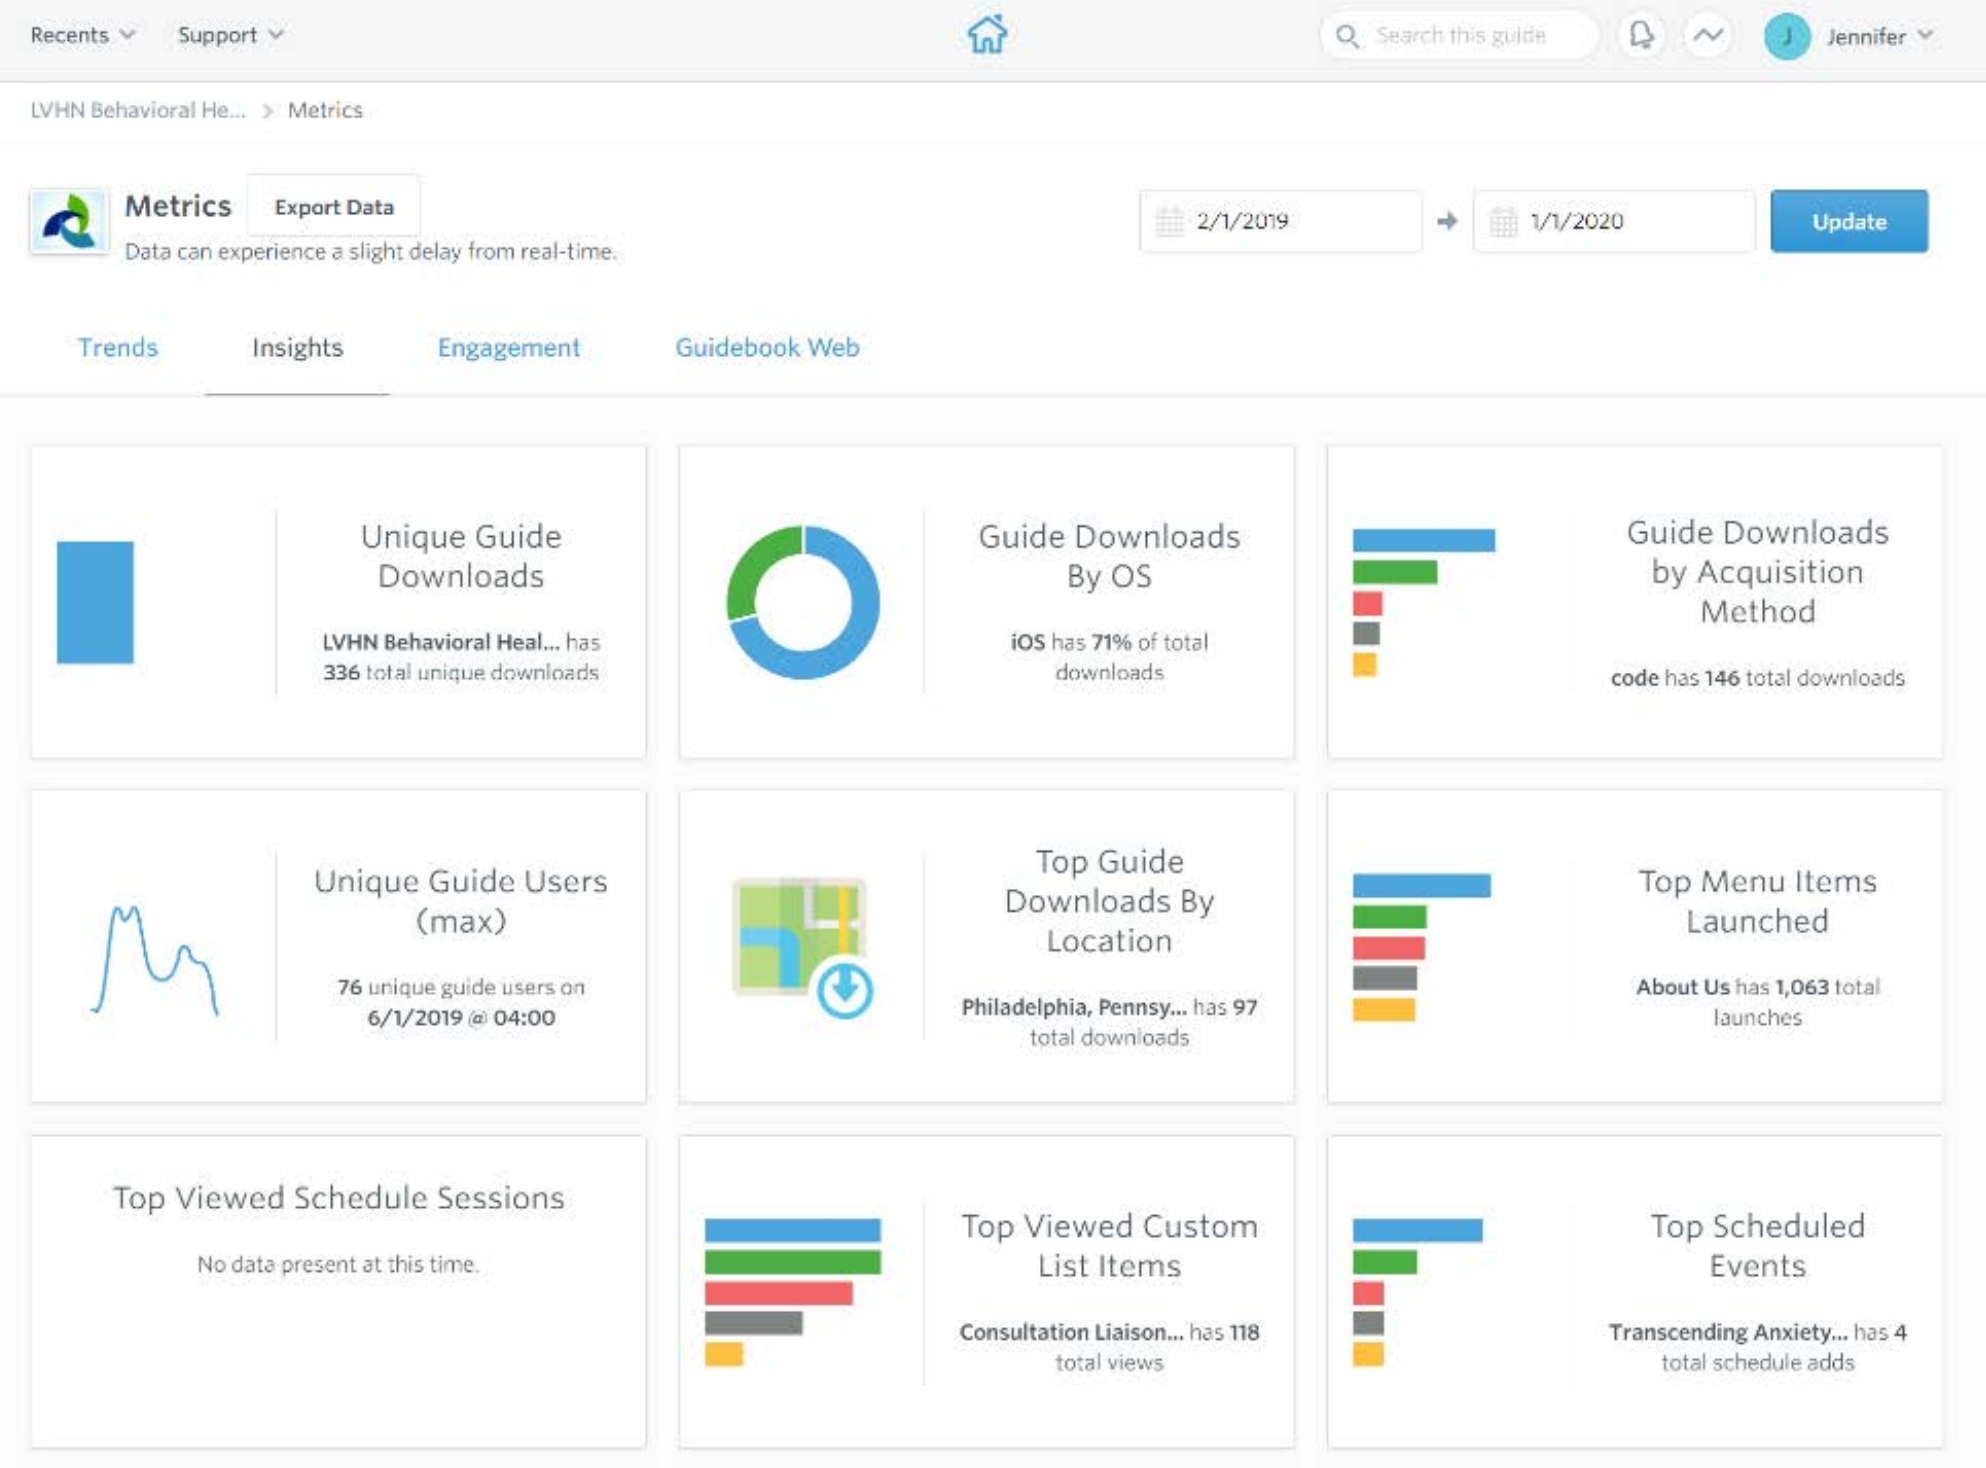 Recents Support Search this guide J Jennifer
LVHN Behavioral He... > Metrics
Metrics Export Data
Data can experience a slight delay from real-time.
2/1/2019 1/1/2020 Update
Trends Insights Engagement Guidebook Web
Unique Guide
Downloads
LVHN Behavioral Heal... has
336 total unique downloads
Guide Downloads
By OS
iOS has 71% of total
downloads
Guide Downloads
by Acquisition
Method
code has 146 total downloads
Unique Guide Users
(max)
76 unique guide users on
6/1/2019 @ 04:00
Top Guide
Downloads By
Location
Philadelphia, Pennsy... has 97
total downloads
Top Menu Items
Launched
About Us has 1,063 total
launches
Top Viewed Schedule Sessions
No data present at this time.
Top Viewed Custom
List Items
Consultation Liaison... has 118
total views
Top Scheduled
Events
Transcending Anxiety... has 4
total schedule adds